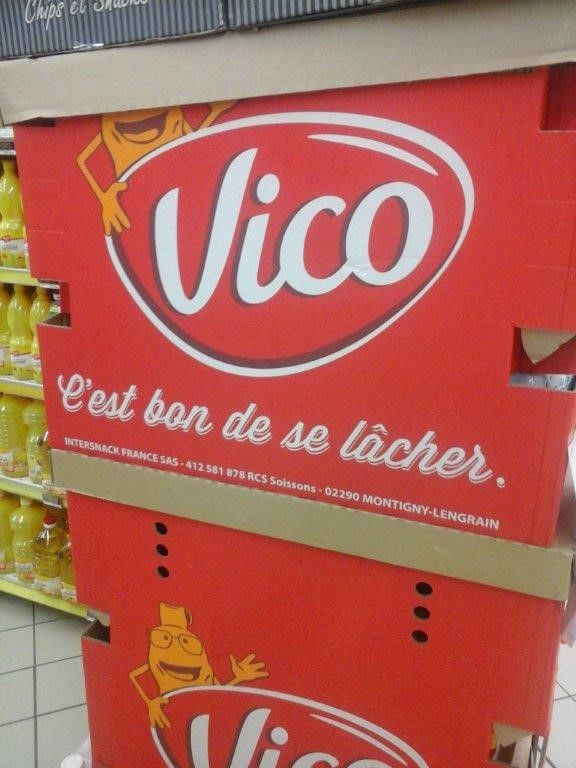 Chips et Snacks
Vico
C'est bon de se lâcher.
INTERSNACK FRANCE SAS - 412 581 878 RCS Soissons - 02290 MONTIGNY-LENGRAIN
Vico